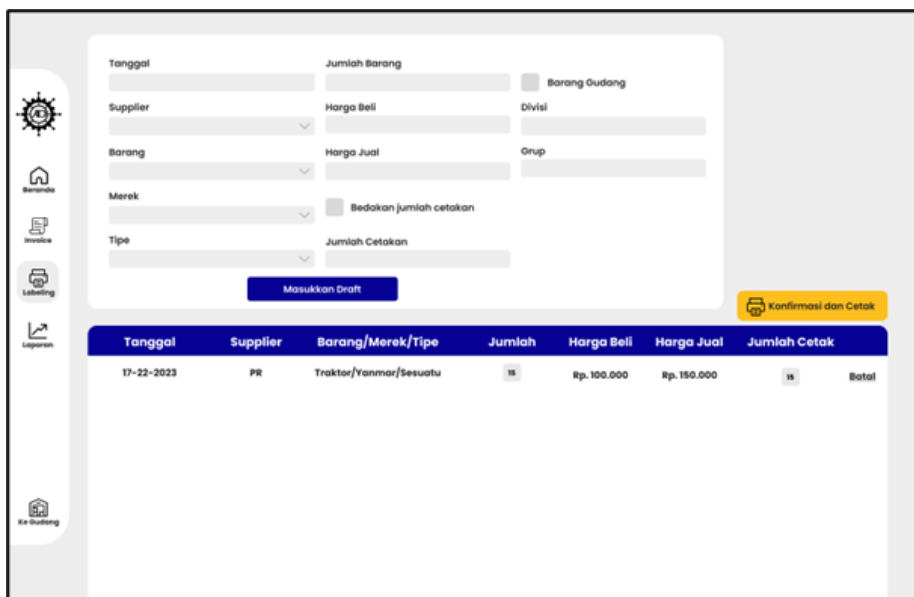 Tanggal
Jumlah Barang
Barang Gudang
Supplier
Harga Beli
Divisi
Barang
Harga Jual
Grup
Merek
Bedakan jumlah cetakan
Tipe
Jumlah Cetakan
Masukkan Draft
Beranda
Invoice
Labeling
Laporan
Ke Gudang
Konfirmasi dan Cetak
Tanggal Supplier Barang/Merek/Tipe Jumlah Harga Beli Harga Jual Jumlah Cetak
17-22-2023 PR Traktor/Yanmar/Sesuatu 15 Rp. 100.000 Rp. 150.000 15 Batal